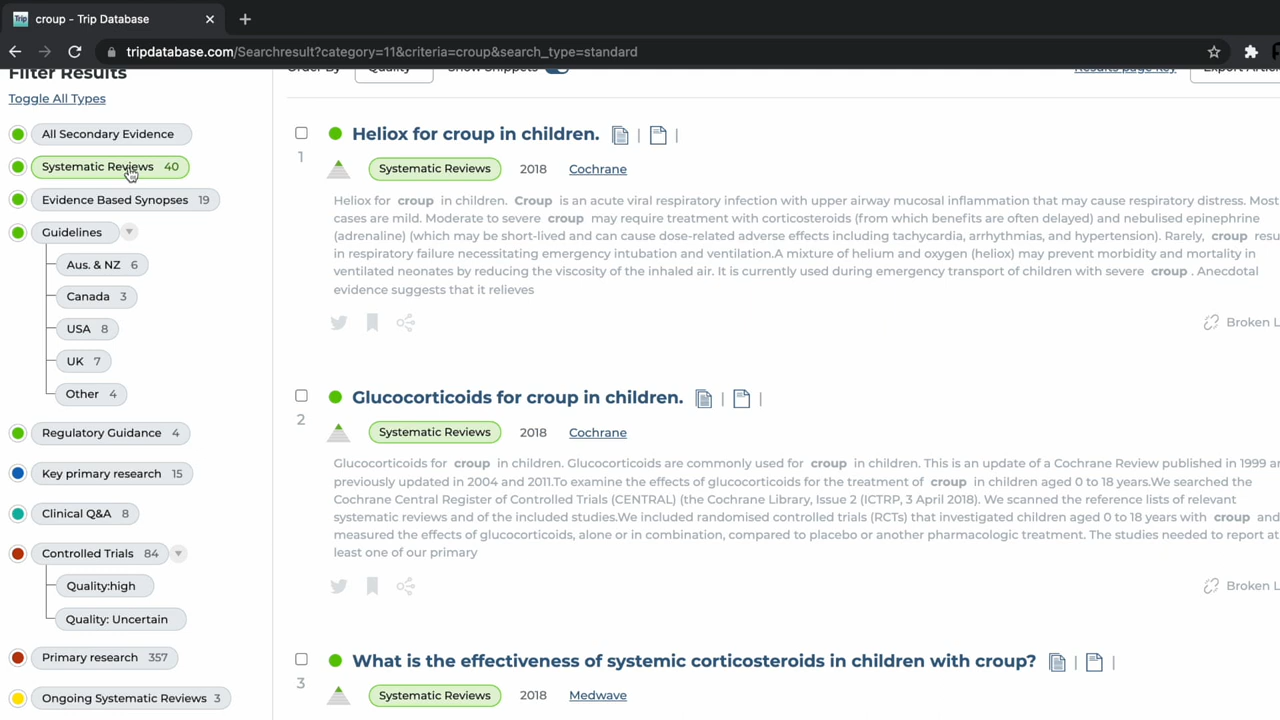 croup - Trip Database
tripdatabase.com/Searchresult?category=11&criteria=croup&search_type=standard
Filter Results
Toggle All Types
All Secondary Evidence
Systematic Reviews 40
Evidence Based Synopses 19
Guidelines
Aus. & NZ 6
Canada 3
USA 8
UK 7
Other 4
Regulatory Guidance 4
Key primary research 15
Clinical Q&A 8
Controlled Trials 84
Quality:high
Quality: Uncertain
Primary research 357
Ongoing Systematic Reviews 3
Order By Quality Show Snippets Results page key Export Articl
1 Heliox for croup in children.
Systematic Reviews 2018 Cochrane
Heliox for croup in children. Croup is an acute viral respiratory infection with upper airway mucosal inflammation that may cause respiratory distress. Most
cases are mild. Moderate to severe croup may require treatment with corticosteroids (from which benefits are often delayed) and nebulised epinephrine
(adrenaline) (which may be short-lived and can cause dose-related adverse effects including tachycardia, arrhythmias, and hypertension). Rarely, croup resu
in respiratory failure necessitating emergency intubation and ventilation.A mixture of helium and oxygen (heliox) may prevent morbidity and mortality in
ventilated neonates by reducing the viscosity of the inhaled air. It is currently used during emergency transport of children with severe croup . Anecdotal
evidence suggests that it relieves
Broken L
2 Glucocorticoids for croup in children.
Systematic Reviews 2018 Cochrane
Glucocorticoids for croup in children. Glucocorticoids are commonly used for croup in children. This is an update of a Cochrane Review published in 1999 an
previously updated in 2004 and 2011.To examine the effects of glucocorticoids for the treatment of croup in children aged 0 to 18 years.We searched the
Cochrane Central Register of Controlled Trials (CENTRAL) (the Cochrane Library, Issue 2 (ICTRP, 3 April 2018). We scanned the reference lists of relevant
systematic reviews and of the included studies.We included randomised controlled trials (RCTs) that investigated children aged 0 to 18 years with croup and
measured the effects of glucocorticoids, alone or in combination, compared to placebo or another pharmacologic treatment. The studies needed to report at
least one of our primary
Broken L
3 What is the effectiveness of systemic corticosteroids in children with croup?
Systematic Reviews 2018 Medwave